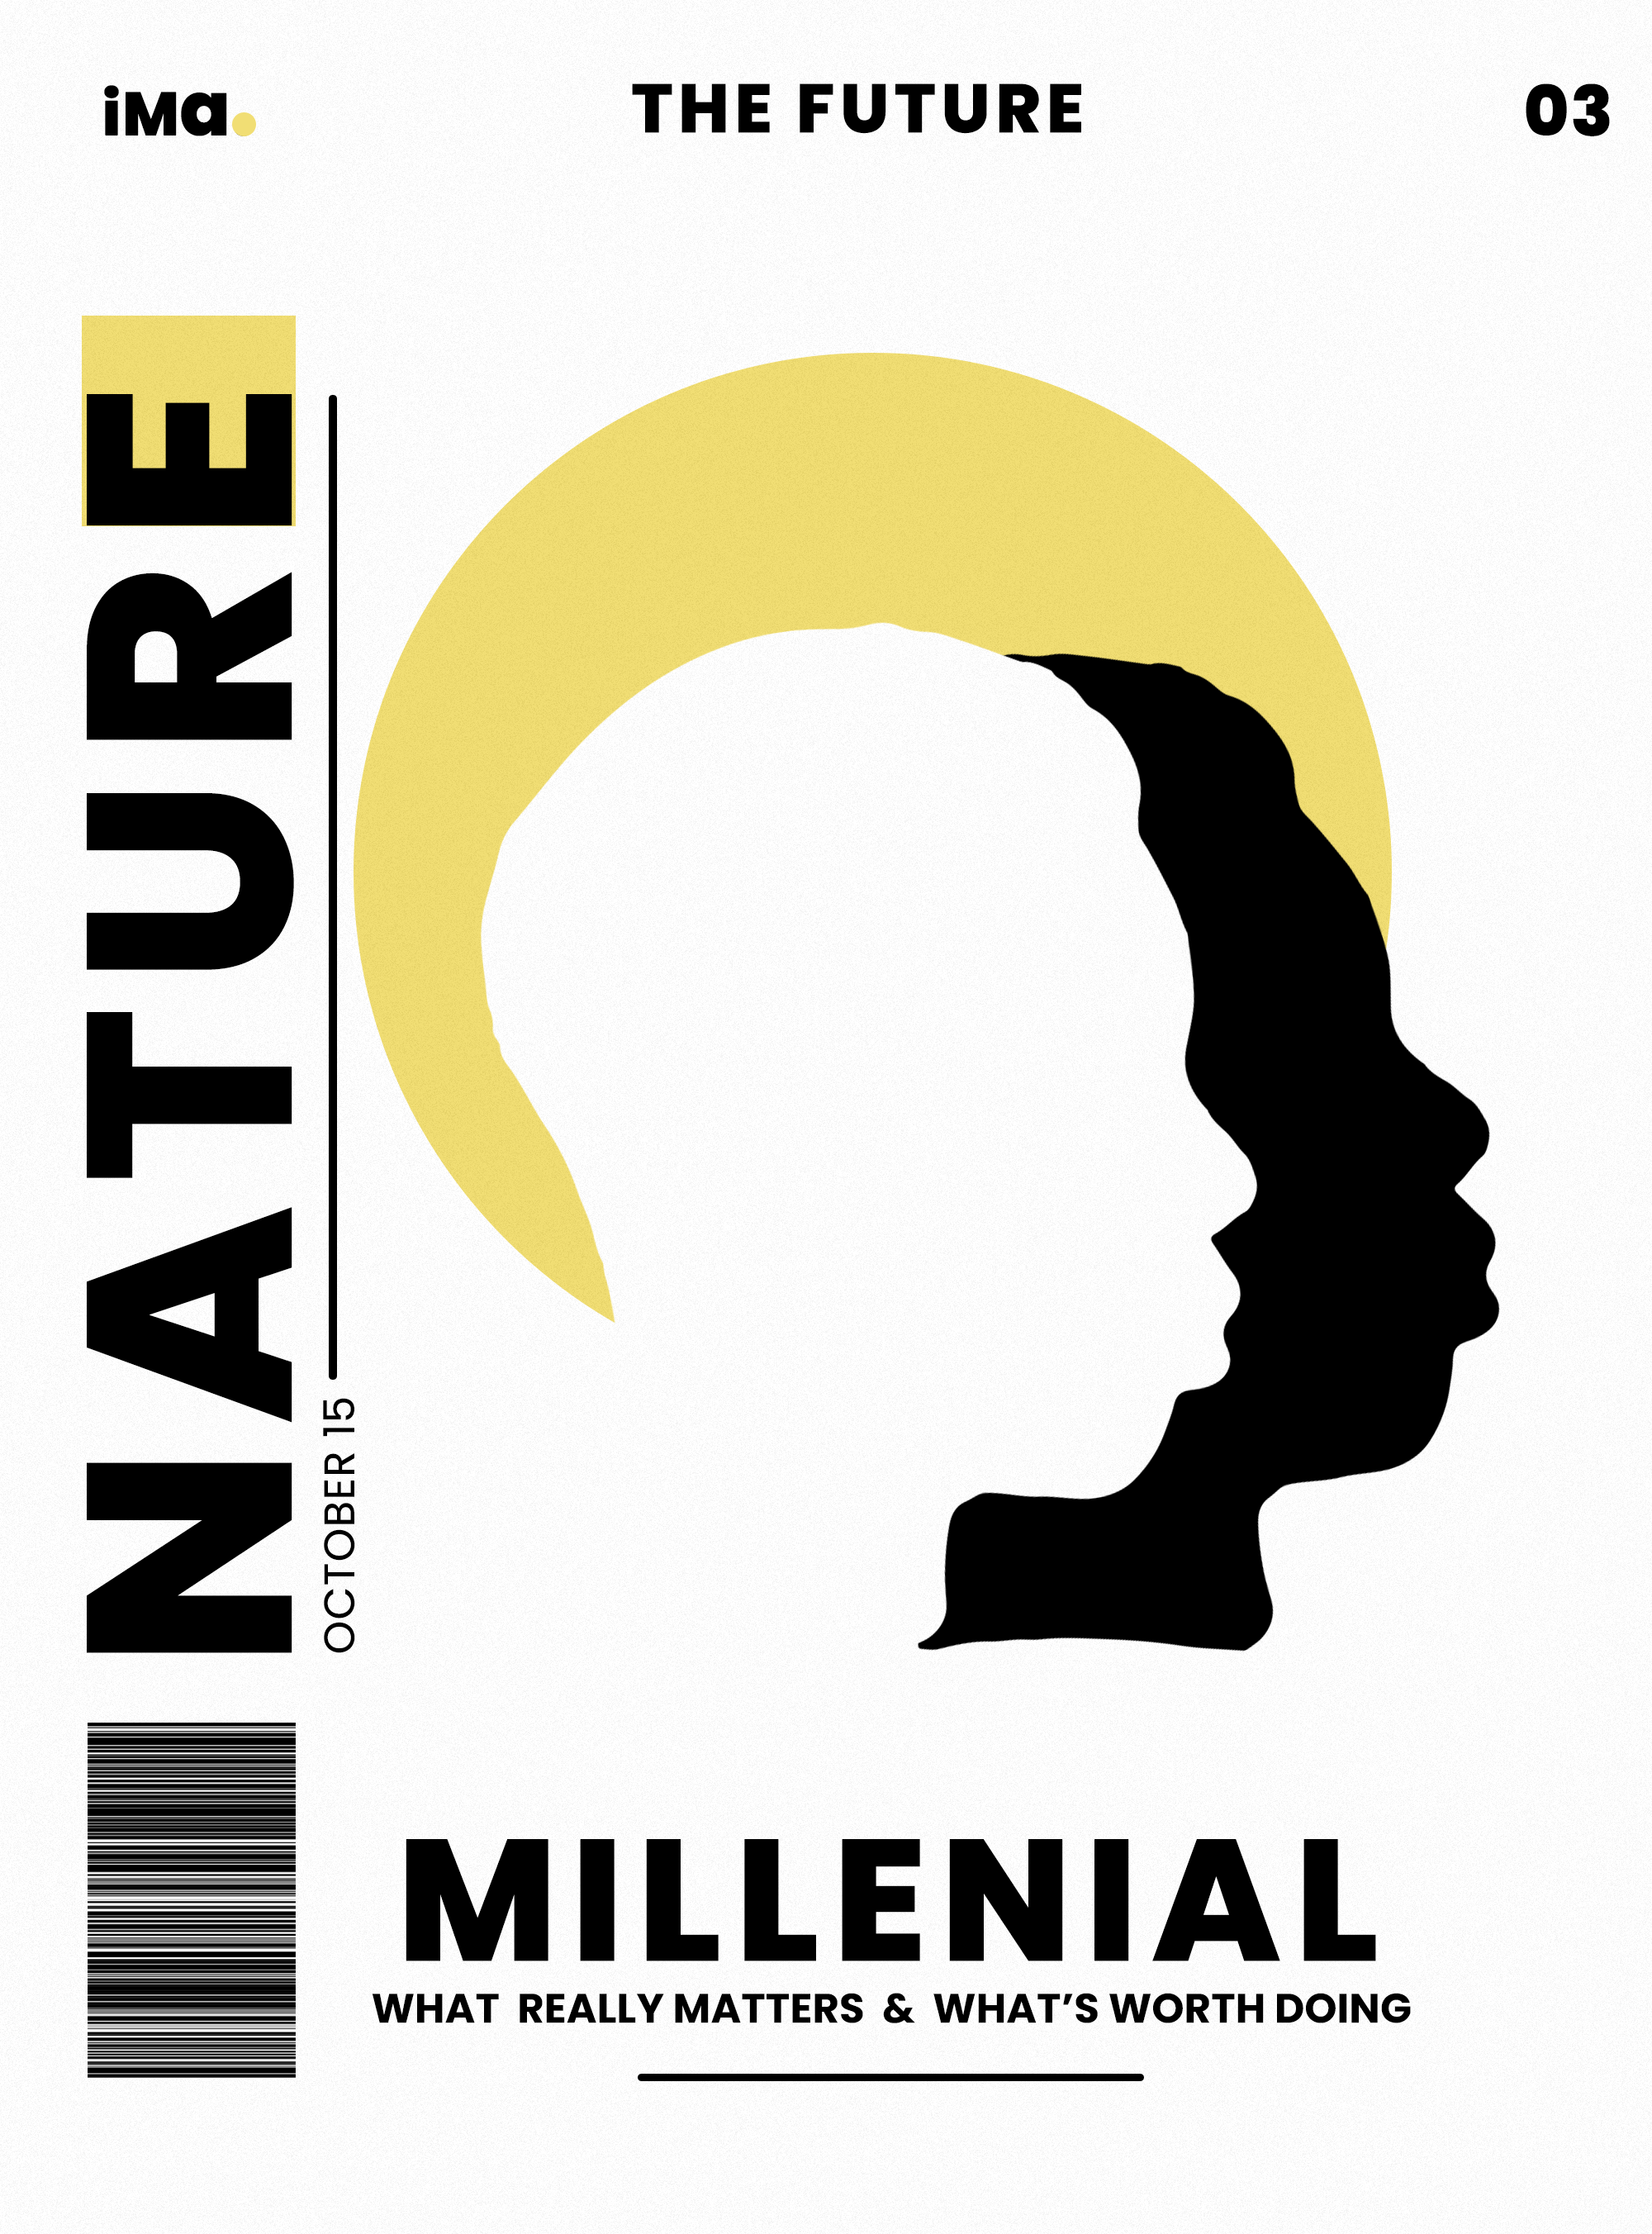 iMa.
THE FUTURE
03
NATURE
OCTOBER 15
MILLENIAL
WHAT REALLY MATTERS & WHAT’S WORTH DOING